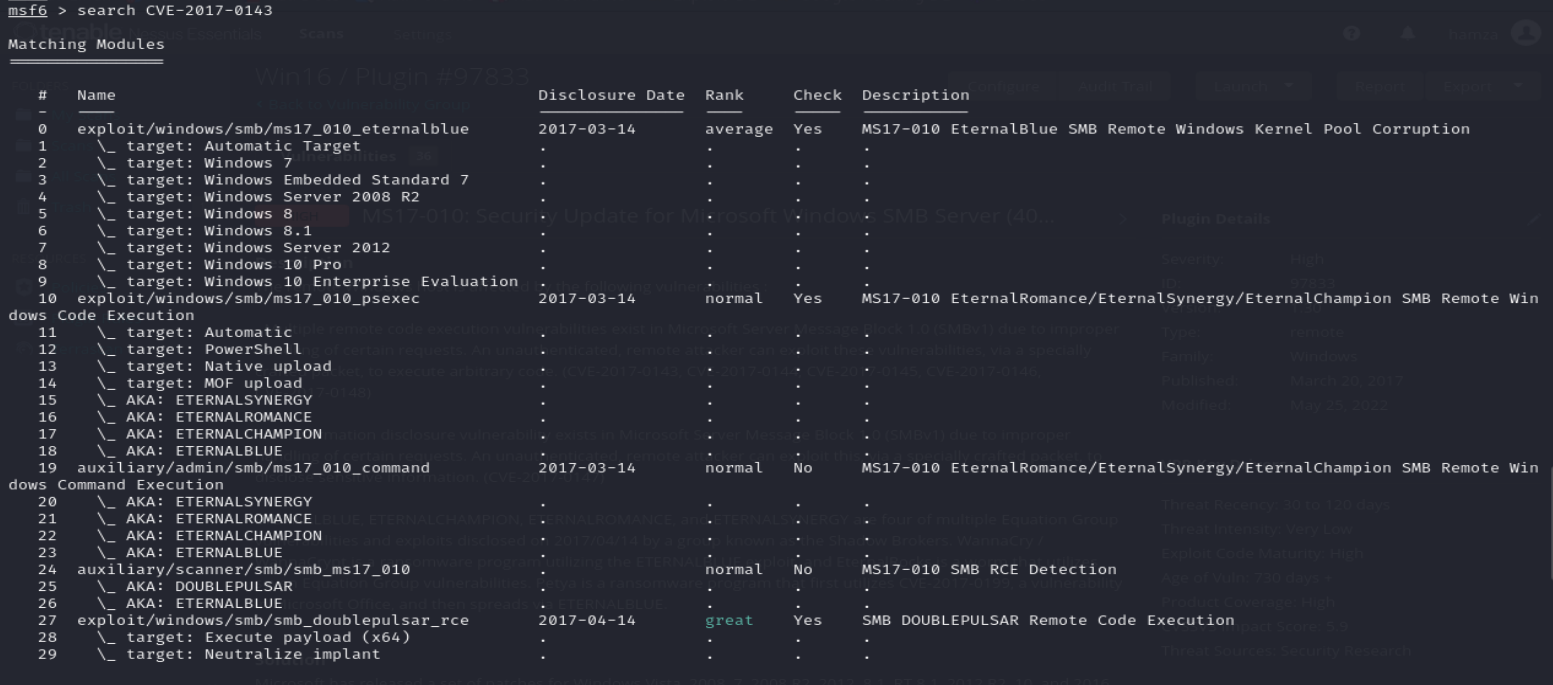 msf6 > search CVE-2017-0143
Matching Modules
# Name Disclosure Date Rank Check Description
- ---- --------------- ---- ----- -----------
0 exploit/windows/smb/ms17_010_eternalblue 2017-03-14 average Yes MS17-010 EternalBlue SMB Remote Windows Kernel Pool Corruption
1 \_ target: Automatic Target . . . .
2 \_ target: Windows 7 . . . .
3 \_ target: Windows Embedded Standard 7 . . . .
4 \_ target: Windows Server 2008 R2 . . . .
5 \_ target: Windows 8 . . . .
6 \_ target: Windows 8.1 . . . .
7 \_ target: Windows Server 2012 . . . .
8 \_ target: Windows 10 Pro . . . .
9 \_ target: Windows 10 Enterprise Evaluation . . . .
10 exploit/windows/smb/ms17_010_psexec 2017-03-14 normal Yes MS17-010 EternalRomance/EternalSynergy/EternalChampion SMB Remote Win
dows Code Execution
11 \_ target: Automatic . . . .
12 \_ target: PowerShell . . . .
13 \_ target: Native upload . . . .
14 \_ target: MOF upload . . . .
15 \_ AKA: ETERNALSYNERGY . . . .
16 \_ AKA: ETERNALROMANCE . . . .
17 \_ AKA: ETERNALCHAMPION . . . .
18 \_ AKA: ETERNALBLUE . . . .
19 auxiliary/admin/smb/ms17_010_command 2017-03-14 normal No MS17-010 EternalRomance/EternalSynergy/EternalChampion SMB Remote Win
dows Command Execution
20 \_ AKA: ETERNALSYNERGY . . . .
21 \_ AKA: ETERNALROMANCE . . . .
22 \_ AKA: ETERNALCHAMPION . . . .
23 \_ AKA: ETERNALBLUE . . . .
24 auxiliary/scanner/smb/smb_ms17_010 . normal No MS17-010 SMB RCE Detection
25 \_ AKA: DOUBLEPULSAR . . . .
26 \_ AKA: ETERNALBLUE . . . .
27 exploit/windows/smb/smb_doublepulsar_rce 2017-04-14 great Yes SMB DOUBLEPULSAR Remote Code Execution
28 \_ target: Execute payload (x64) . . . .
29 \_ target: Neutralize implant . . . .